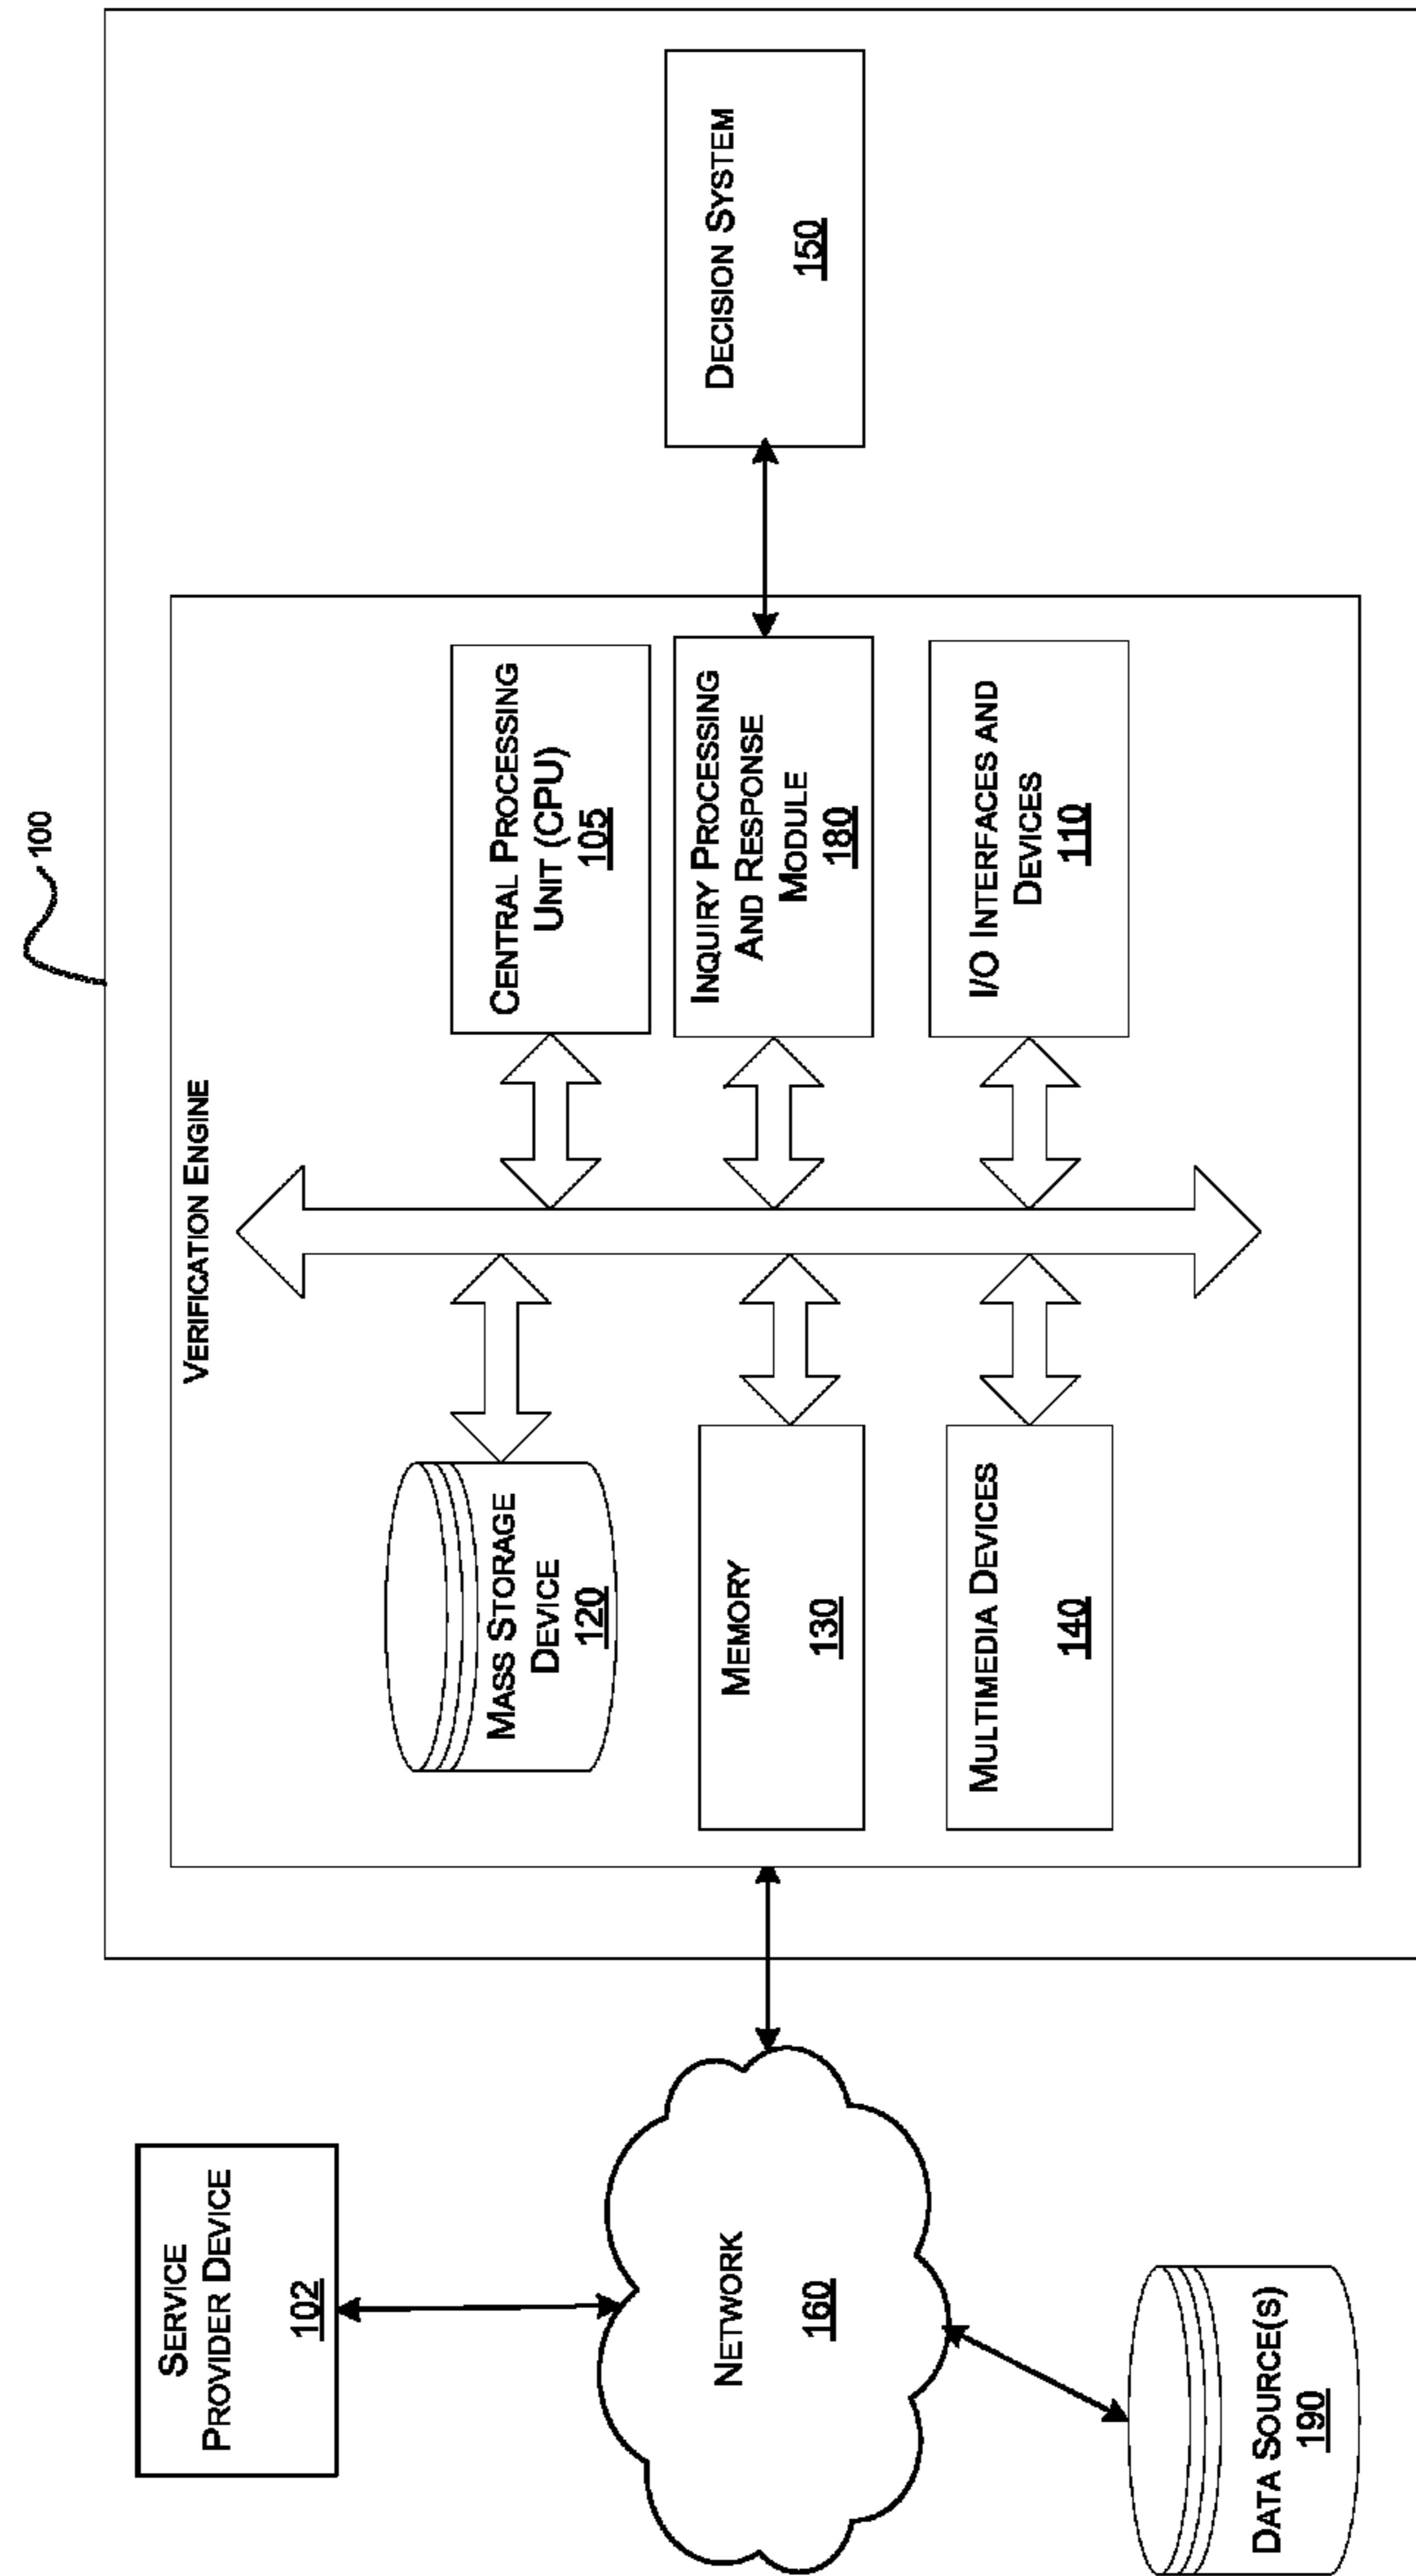 100
VERIFICATION ENGINE
SERVICE
PROVIDER DEVICE
102
NETWORK
160
DATA SOURCE(S)
190
MASS STORAGE
DEVICE
120
MEMORY
130
MULTIMEDIA DEVICES
140
CENTRAL PROCESSING
UNIT (CPU)
105
INQUIRY PROCESSING
AND RESPONSE
MODULE
180
I/O INTERFACES AND
DEVICES
110
DECISION SYSTEM
150